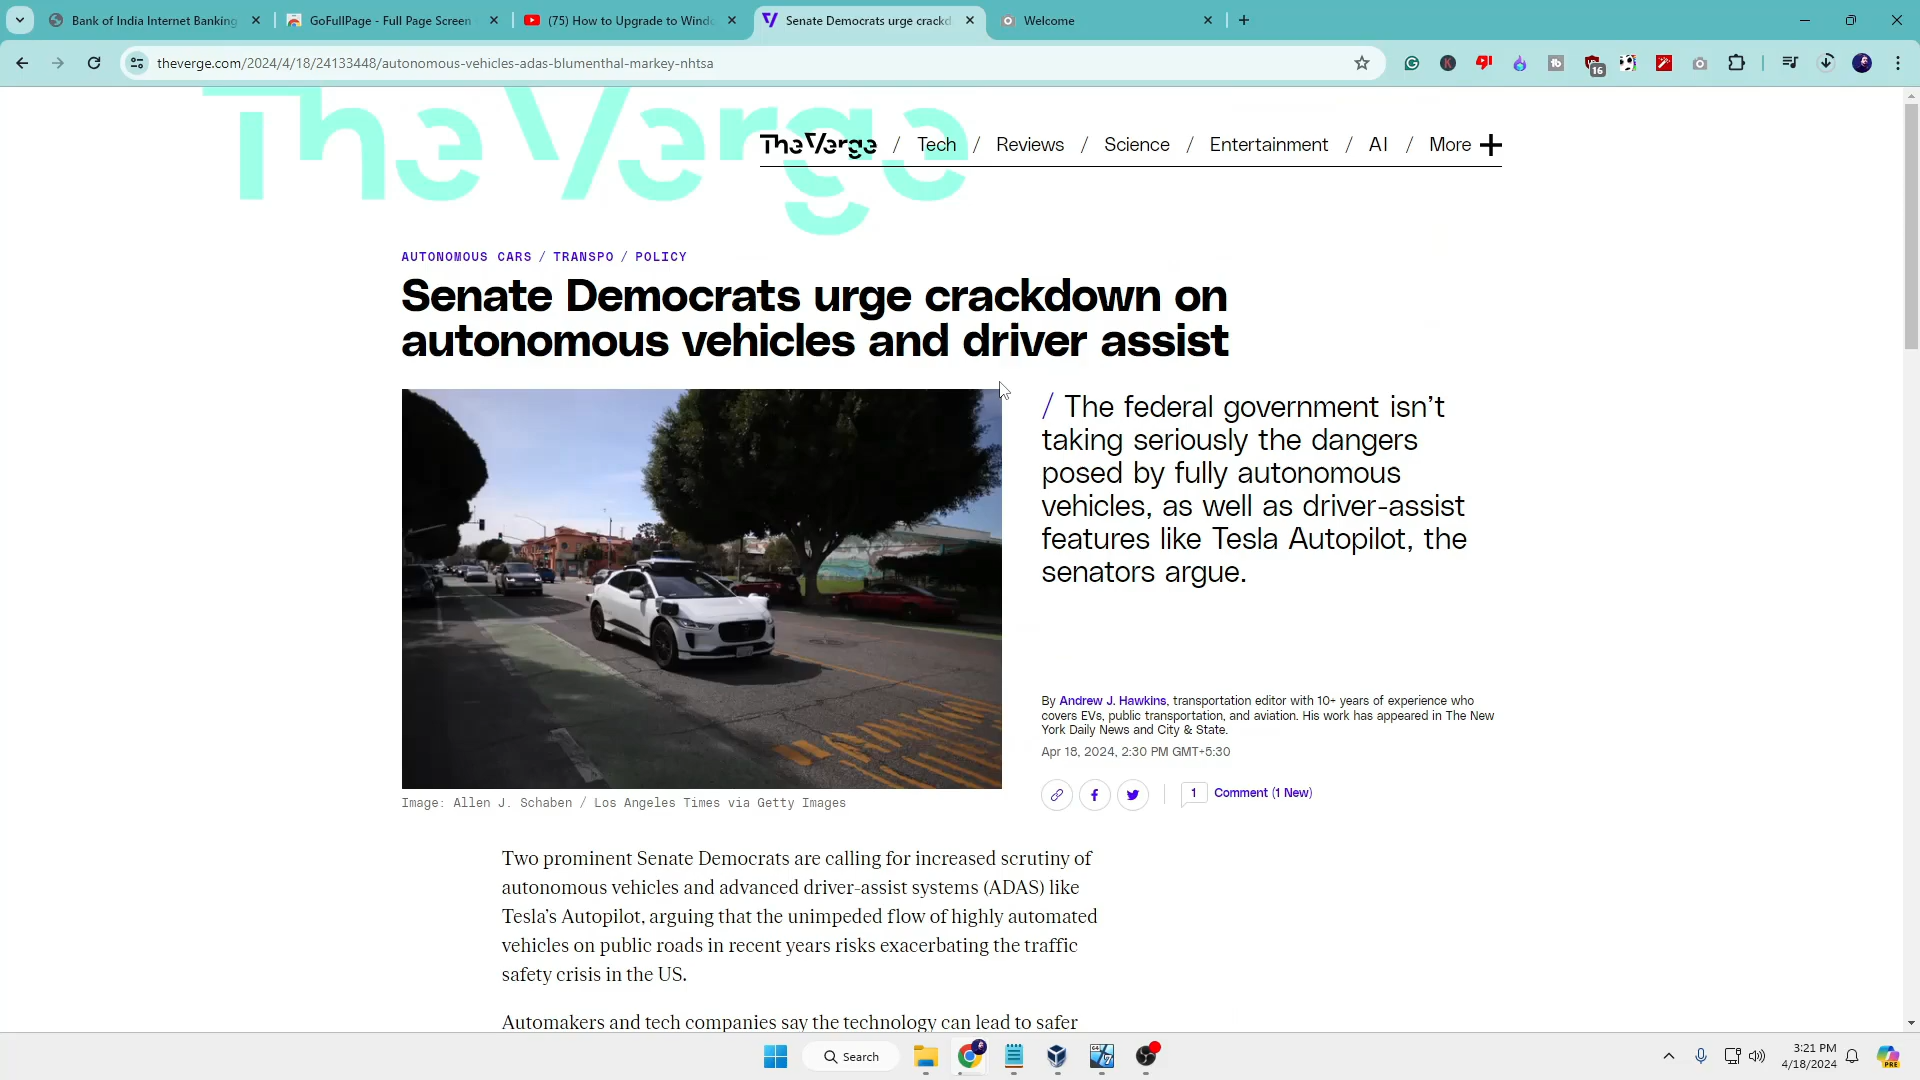 Bank of India Internet Banking
GoFullPage - Full Page Screen
(75) How to Upgrade to Windo
Senate Democrats urge crackd
Welcome
theverge.com/2024/4/18/24133448/autonomous-vehicles-adas-blumenthal-markey-nhtsa
16
The Verge
The Verge / Tech / Reviews / Science / Entertainment / AI / More
AUTONOMOUS CARS / TRANSPO / POLICY
Senate Democrats urge crackdown on
autonomous vehicles and driver assist
/ The federal government isn’t
taking seriously the dangers
posed by fully autonomous
vehicles, as well as driver-assist
features like Tesla Autopilot, the
senators argue.
By Andrew J. Hawkins, transportation editor with 10+ years of experience who
covers EVs, public transportation, and aviation. His work has appeared in The New
York Daily News and City & State.
Apr 18, 2024, 2:30 PM GMT+5:30
1 Comment (1 New)
Image: Allen J. Schaben / Los Angeles Times via Getty Images
Two prominent Senate Democrats are calling for increased scrutiny of
autonomous vehicles and advanced driver-assist systems (ADAS) like
Tesla’s Autopilot, arguing that the unimpeded flow of highly automated
vehicles on public roads in recent years risks exacerbating the traffic
safety crisis in the US.
Automakers and tech companies say the technology can lead to safer
Search
3:21 PM
4/18/2024
PRE